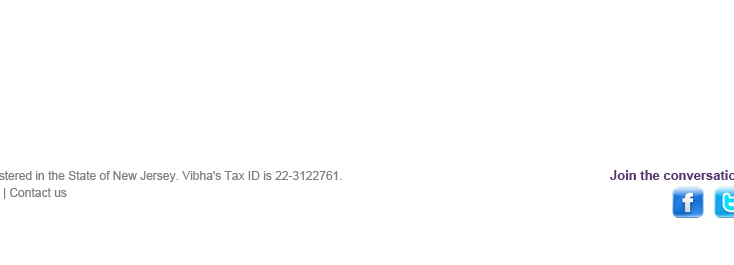 stered in the State of New Jersey. Vibha's Tax ID is 22-3122761.
| Contact us
Join the conversatio